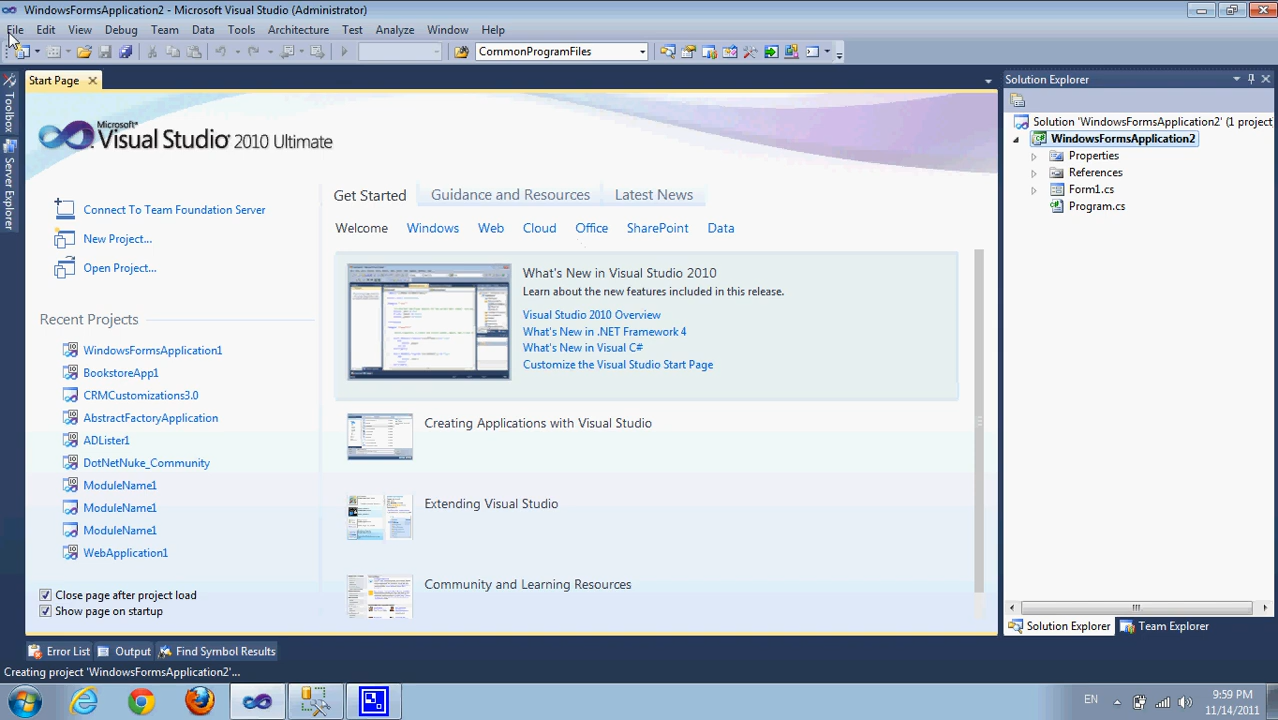 WindowsFormsApplication2 - Microsoft Visual Studio (Administrator)
File Edit View Debug Team Data Tools Architecture Test Analyze Window Help
CommonProgramFiles
Start Page
Toolbox
Server Explorer
Microsoft
Visual Studio 2010 Ultimate
Connect To Team Foundation Server
New Project...
Open Project...
Recent Projects
WindowsFormsApplication1
BookstoreApp1
CRMCustomizations3.0
AbstractFactoryApplication
ADLister1
DotNetNuke_Community
ModuleName1
ModuleName1
ModuleName1
WebApplication1
Close page after project load
Show page on startup
Get Started Guidance and Resources Latest News
Welcome Windows Web Cloud Office SharePoint Data
What's New in Visual Studio 2010
Learn about the new features included in this release.
Visual Studio 2010 Overview
What's New in .NET Framework 4
What's New in Visual C#
Customize the Visual Studio Start Page
Creating Applications with Visual Studio
Extending Visual Studio
Community and Learning Resources
Solution Explorer
Solution 'WindowsFormsApplication2' (1 project
WindowsFormsApplication2
Properties
References
Form1.cs
Program.cs
Solution Explorer Team Explorer
Error List Output Find Symbol Results
Creating project 'WindowsFormsApplication2'...
EN
9:59 PM
11/14/2011